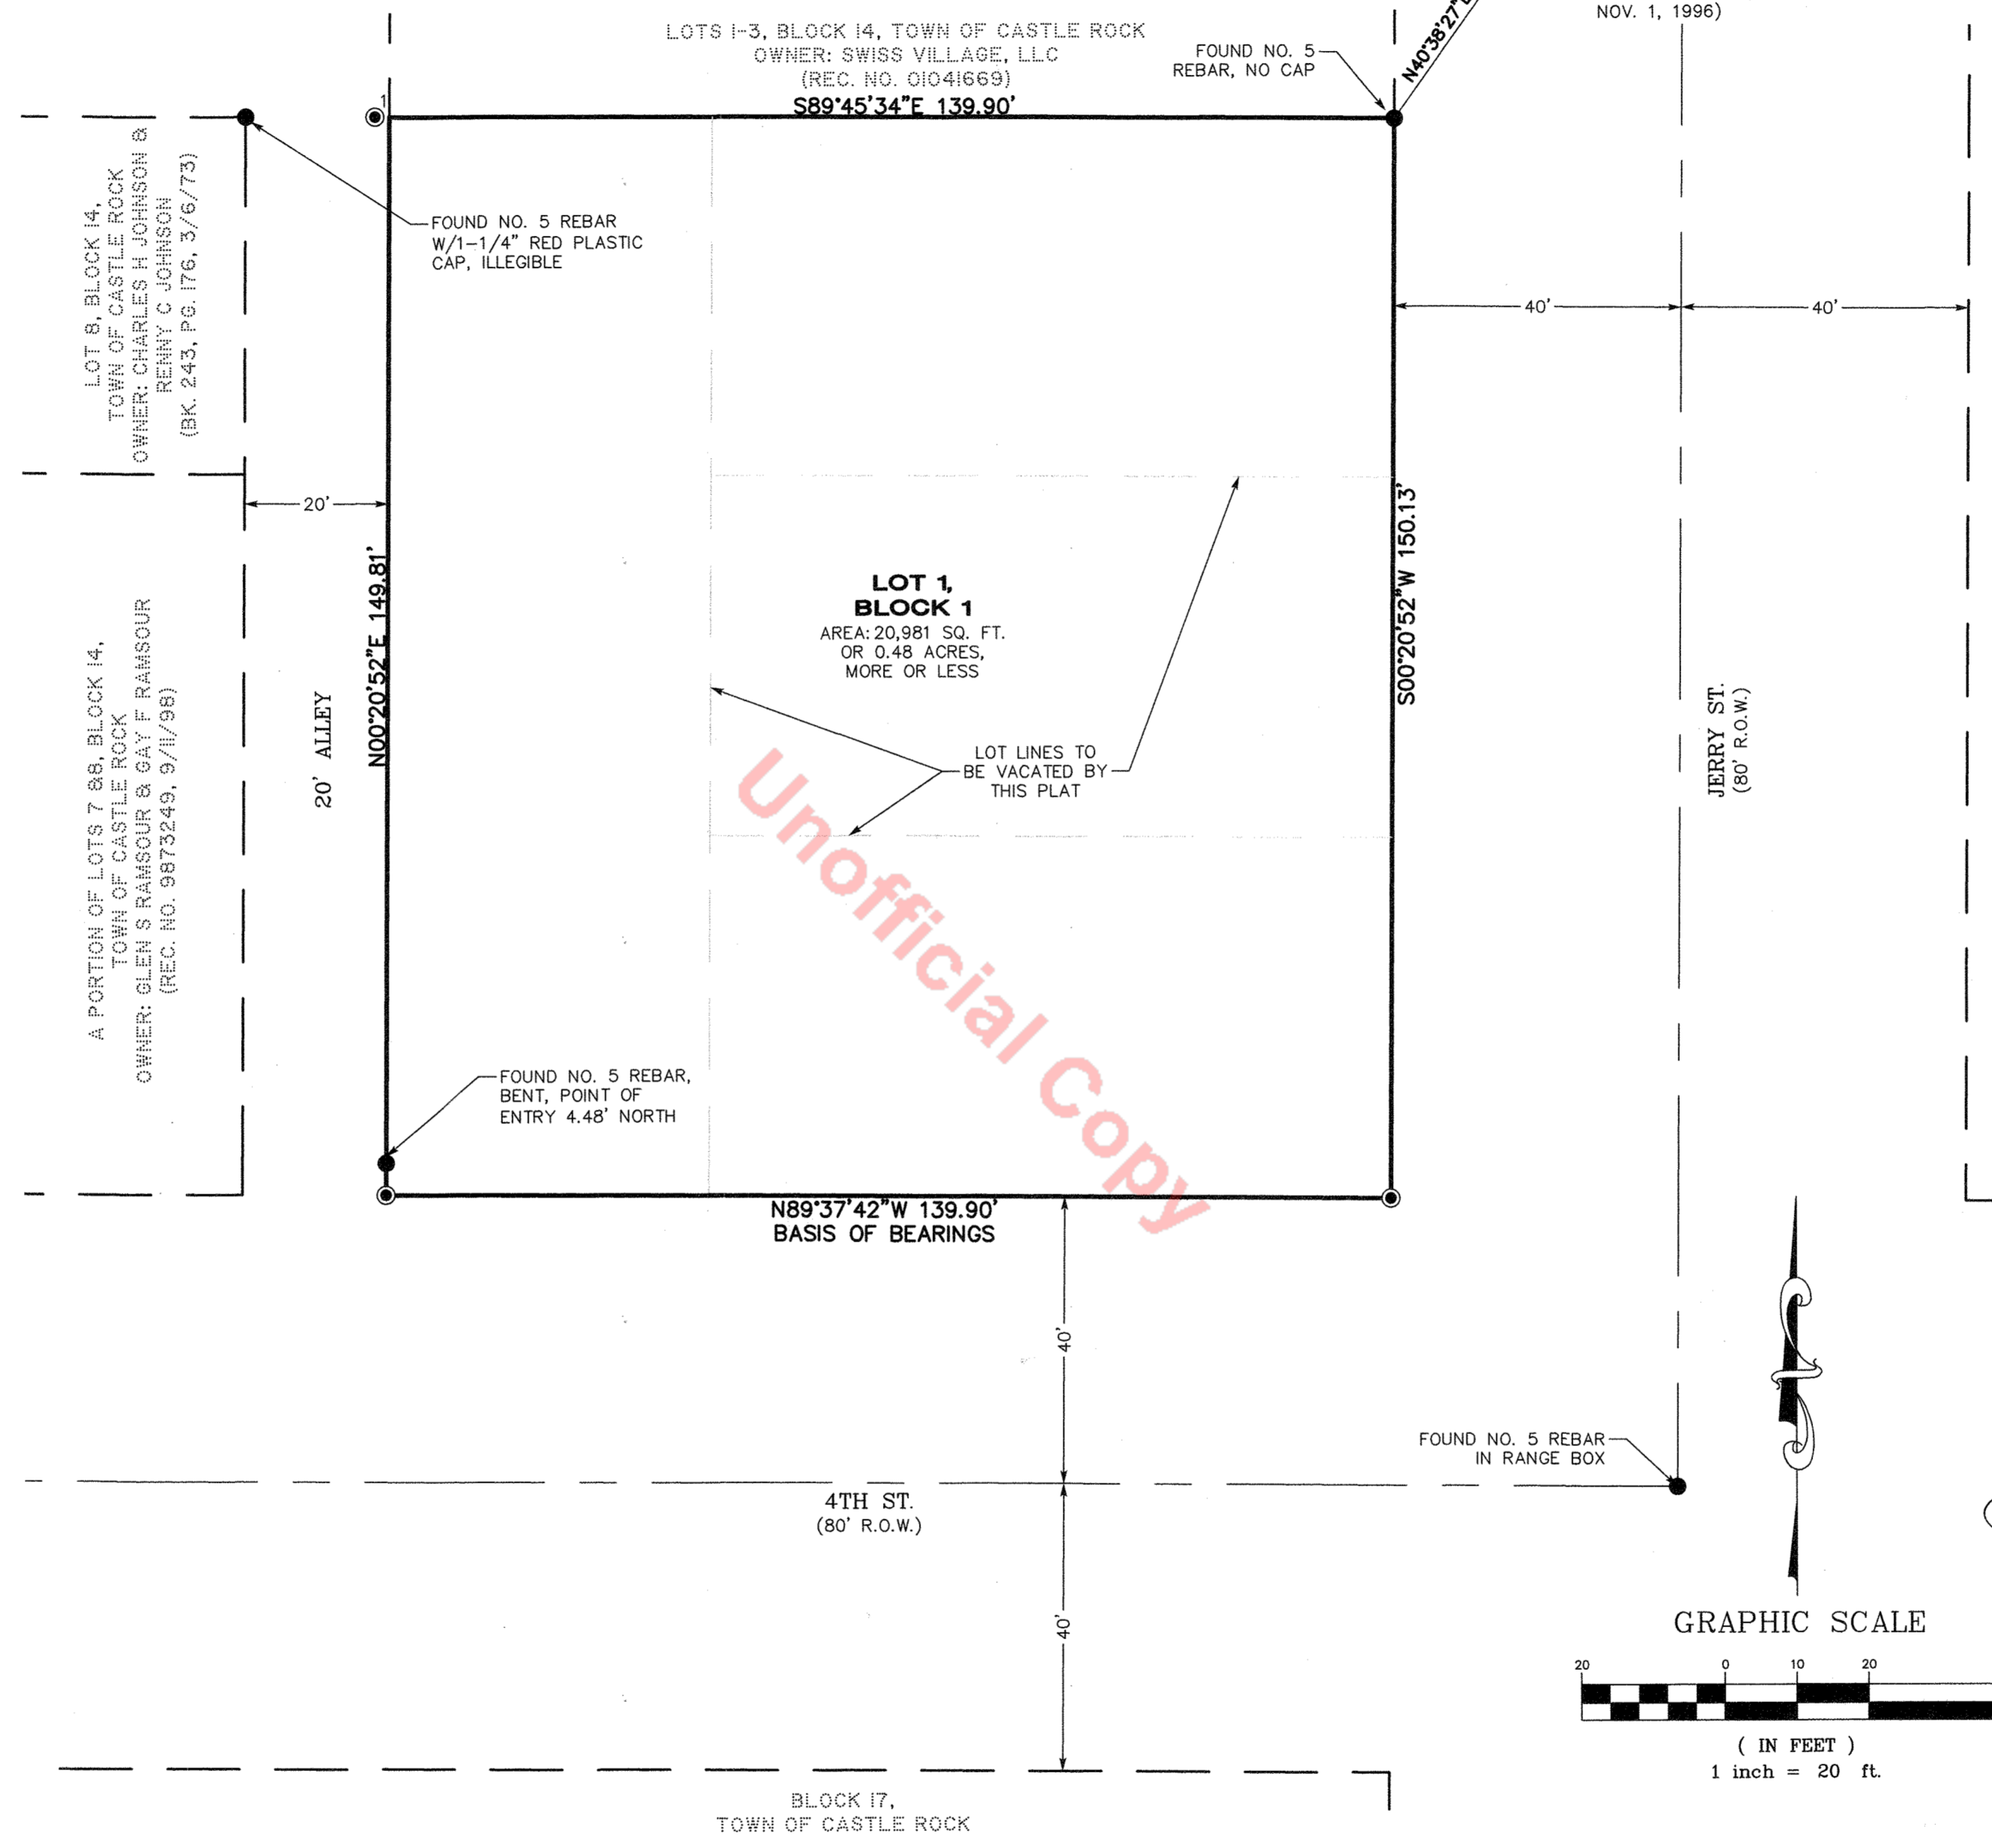 LOTS 1-3, BLOCK 14, TOWN OF CASTLE ROCK
OWNER: SWISS VILLAGE, LLC
(REC. NO. 01041669)
S89°45'34"E 139.90'
FOUND NO. 5
REBAR, NO CAP
N40°38'27"
NOV. 1, 1996)
1
LOT 8, BLOCK 14,
TOWN OF CASTLE ROCK
OWNER: CHARLES H JOHNSON &
RENNY C JOHNSON
(BK. 243, PG. 176, 3/6/73)
FOUND NO. 5 REBAR
W/1-1/4" RED PLASTIC
CAP, ILLEGIBLE
40'
40'
20'
N00°20'52"E 149.81'
20' ALLEY
LOT 1,
BLOCK 1
AREA: 20,981 SQ. FT.
OR 0.48 ACRES,
MORE OR LESS
S00°20'52"W 150.13'
LOT LINES TO
BE VACATED BY
THIS PLAT
JERRY ST.
(80' R.O.W.)
A PORTION OF LOTS 7 &8, BLOCK 14,
TOWN OF CASTLE ROCK
OWNER: GLEN S RAMSOUR & GAY F RAMSOUR
(REC. NO. 9873249, 9/11/98)
Unofficial Copy
FOUND NO. 5 REBAR,
BENT, POINT OF
ENTRY 4.48' NORTH
N89°37'42"W 139.90'
BASIS OF BEARINGS
40'
FOUND NO. 5 REBAR
IN RANGE BOX
4TH ST.
(80' R.O.W.)
40'
GRAPHIC SCALE
20 0 10 20
( IN FEET )
1 inch = 20 ft.
BLOCK 17,
TOWN OF CASTLE ROCK